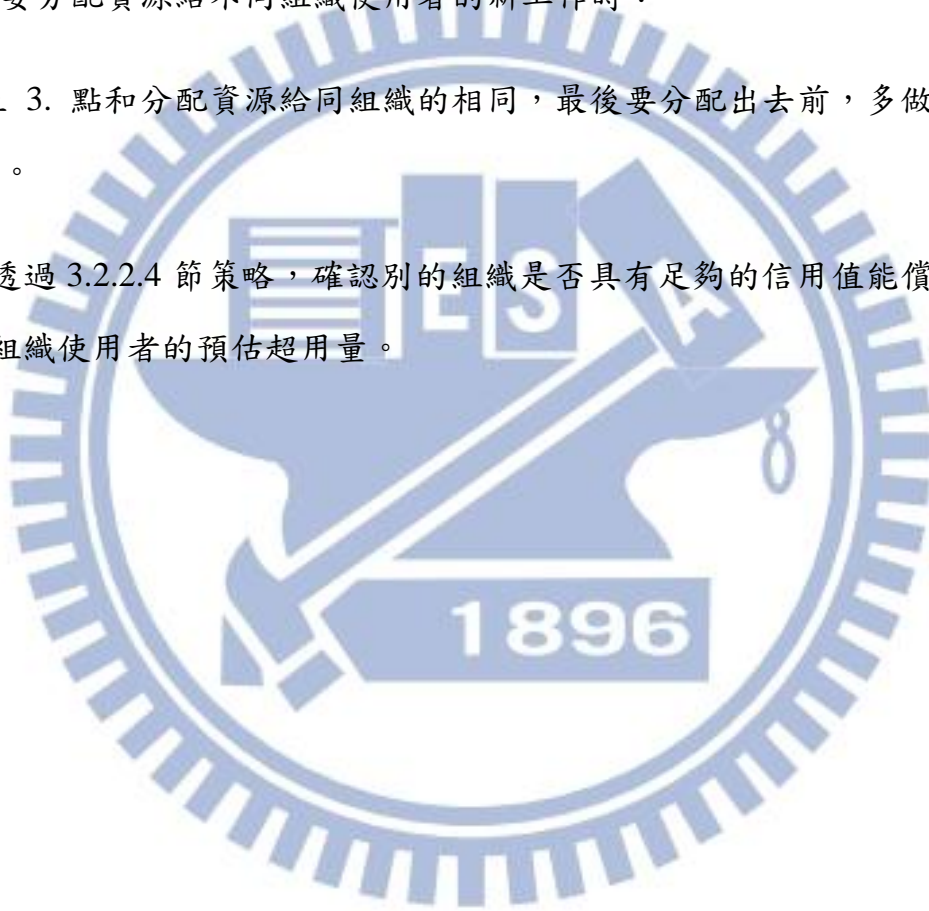 要分配資源給不同組織使用者的新工作時：
3. 點和分配資源給同組織的相同，最後要分配出去前，多做
。
透過 3.2.2.4 節策略，確認別的組織是否具有足夠的信用值能償
組織使用者的預估超用量。
E S A
8
1896